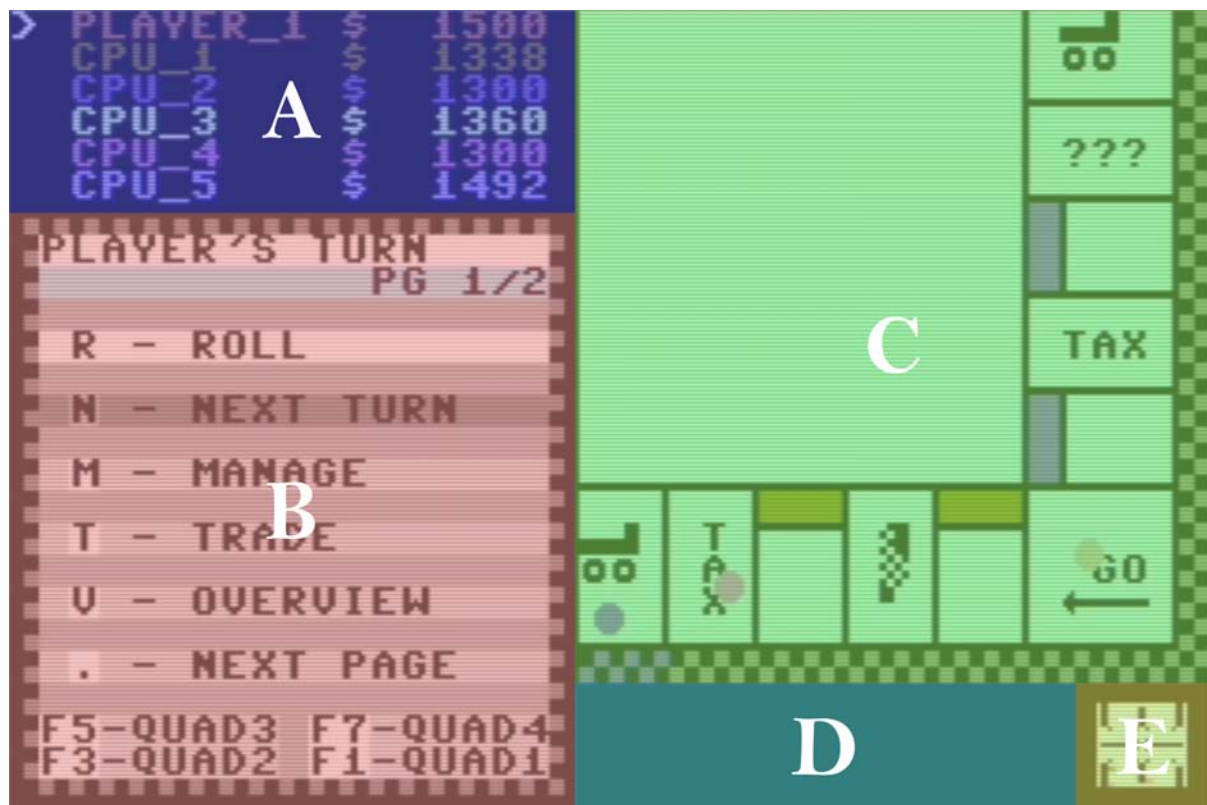 > PLAYER_1 $ 1500
CPU_1 $ 1338
CPU_2 $ 1300
CPU_3 $ 1360
CPU_4 $ 1300
CPU_5 $ 1492
A
PLAYER'S TURN
PG 1/2
R - ROLL
N - NEXT TURN
M - MANAGE
T - TRADE
V - OVERVIEW
. - NEXT PAGE
F5-QUAD3 F7-QUAD4
F3-QUAD2 F1-QUAD1
B
???
TAX
C
TAX
GO
D
E